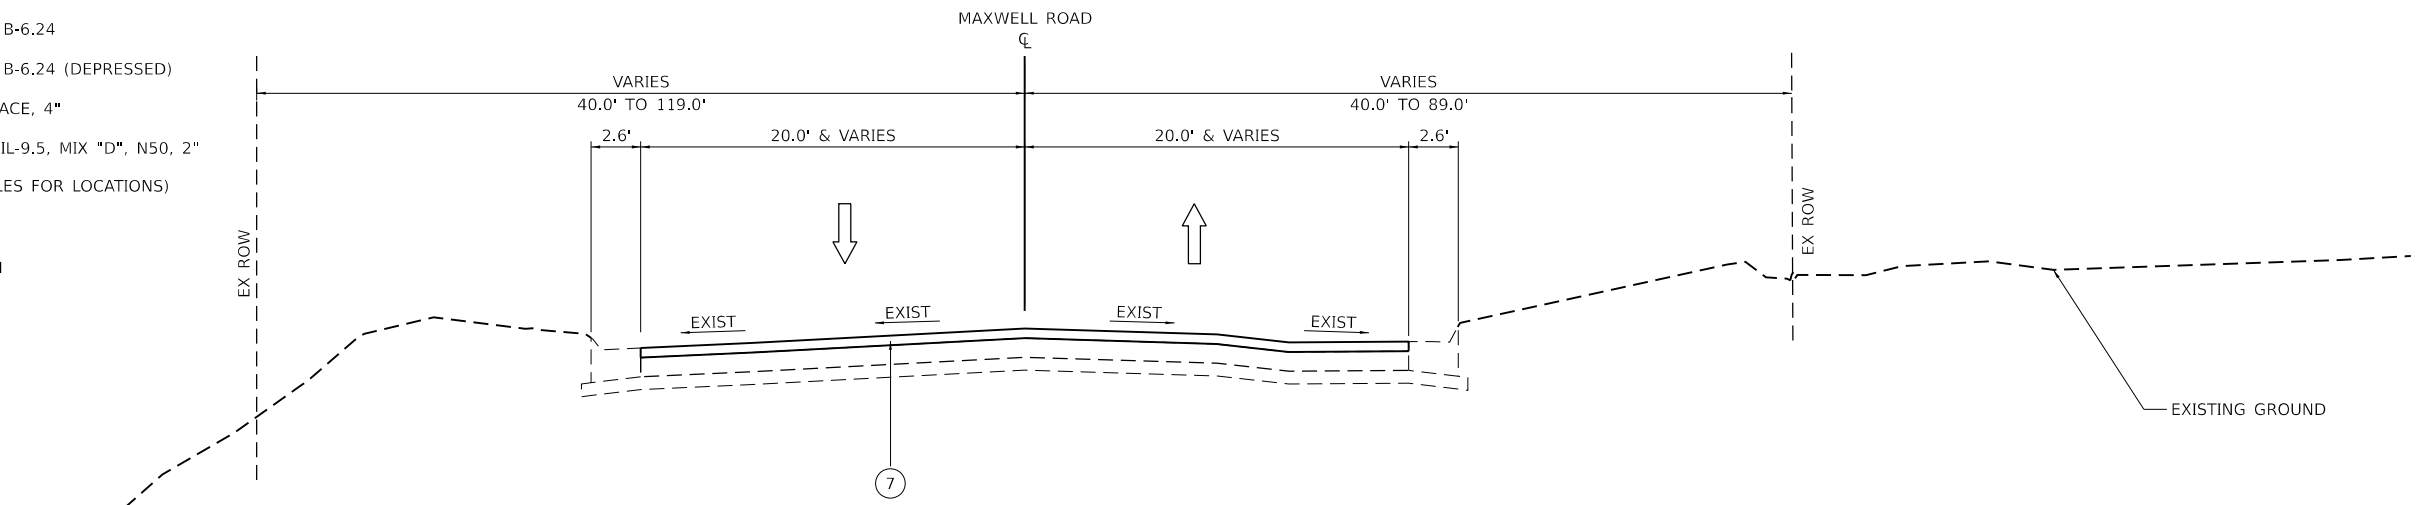 B-6.24
B-6.24 (DEPRESSED)
ACE, 4"
IL-9.5, MIX "D", N50, 2"
LES FOR LOCATIONS)
MAXWELL ROAD
℄
VARIES
40.0' TO 119.0'
VARIES
40.0' TO 89.0'
2.6'
20.0' & VARIES
20.0' & VARIES
2.6'
EX ROW
EX ROW
EXIST
EXIST
EXIST
EXIST
EXISTING GROUND
7